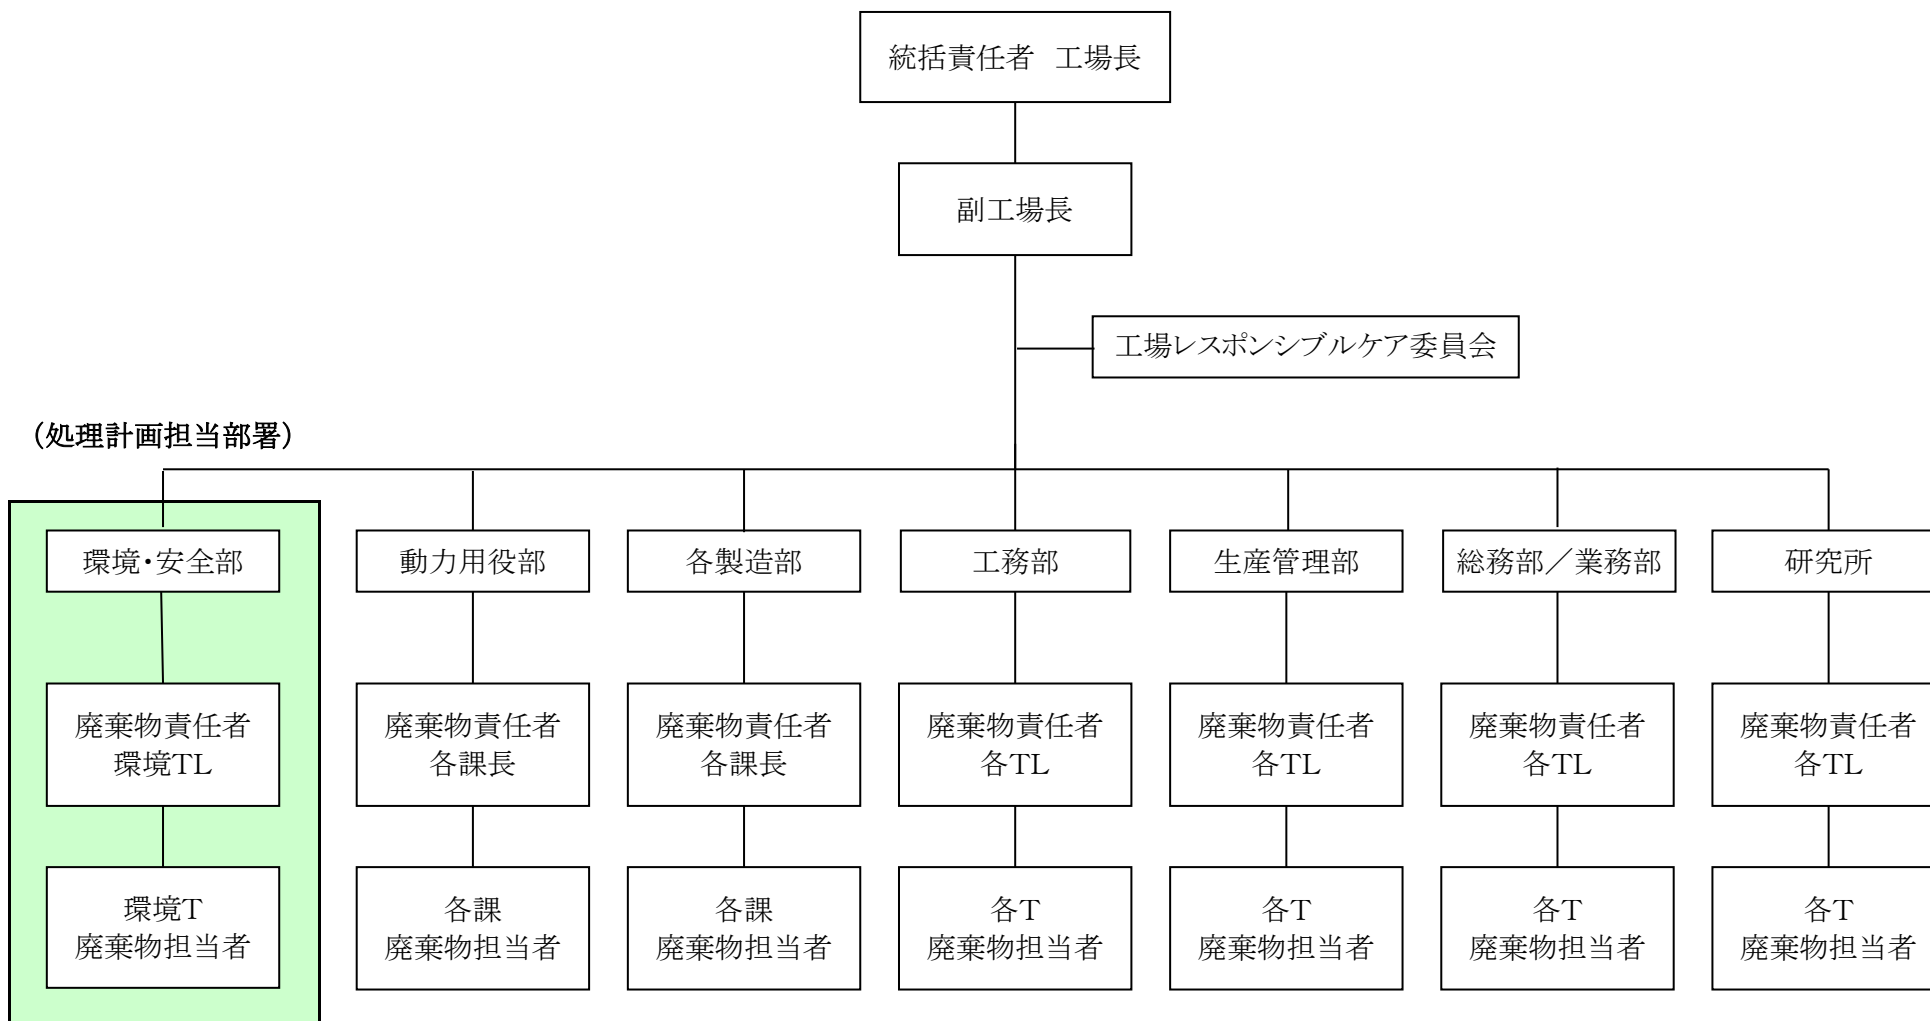 統括責任者　工場長
副工場長
工場レスポンシブルケア委員会
（処理計画担当部署）
環境・安全部
動力用役部
各製造部
工務部
生産管理部
総務部／業務部
研究所
廃棄物責任者
環境TL
廃棄物責任者
各課長
廃棄物責任者
各課長
廃棄物責任者
各TL
廃棄物責任者
各TL
廃棄物責任者
各TL
廃棄物責任者
各TL
環境T
廃棄物担当者
各課
廃棄物担当者
各課
廃棄物担当者
各T
廃棄物担当者
各T
廃棄物担当者
各T
廃棄物担当者
各T
廃棄物担当者